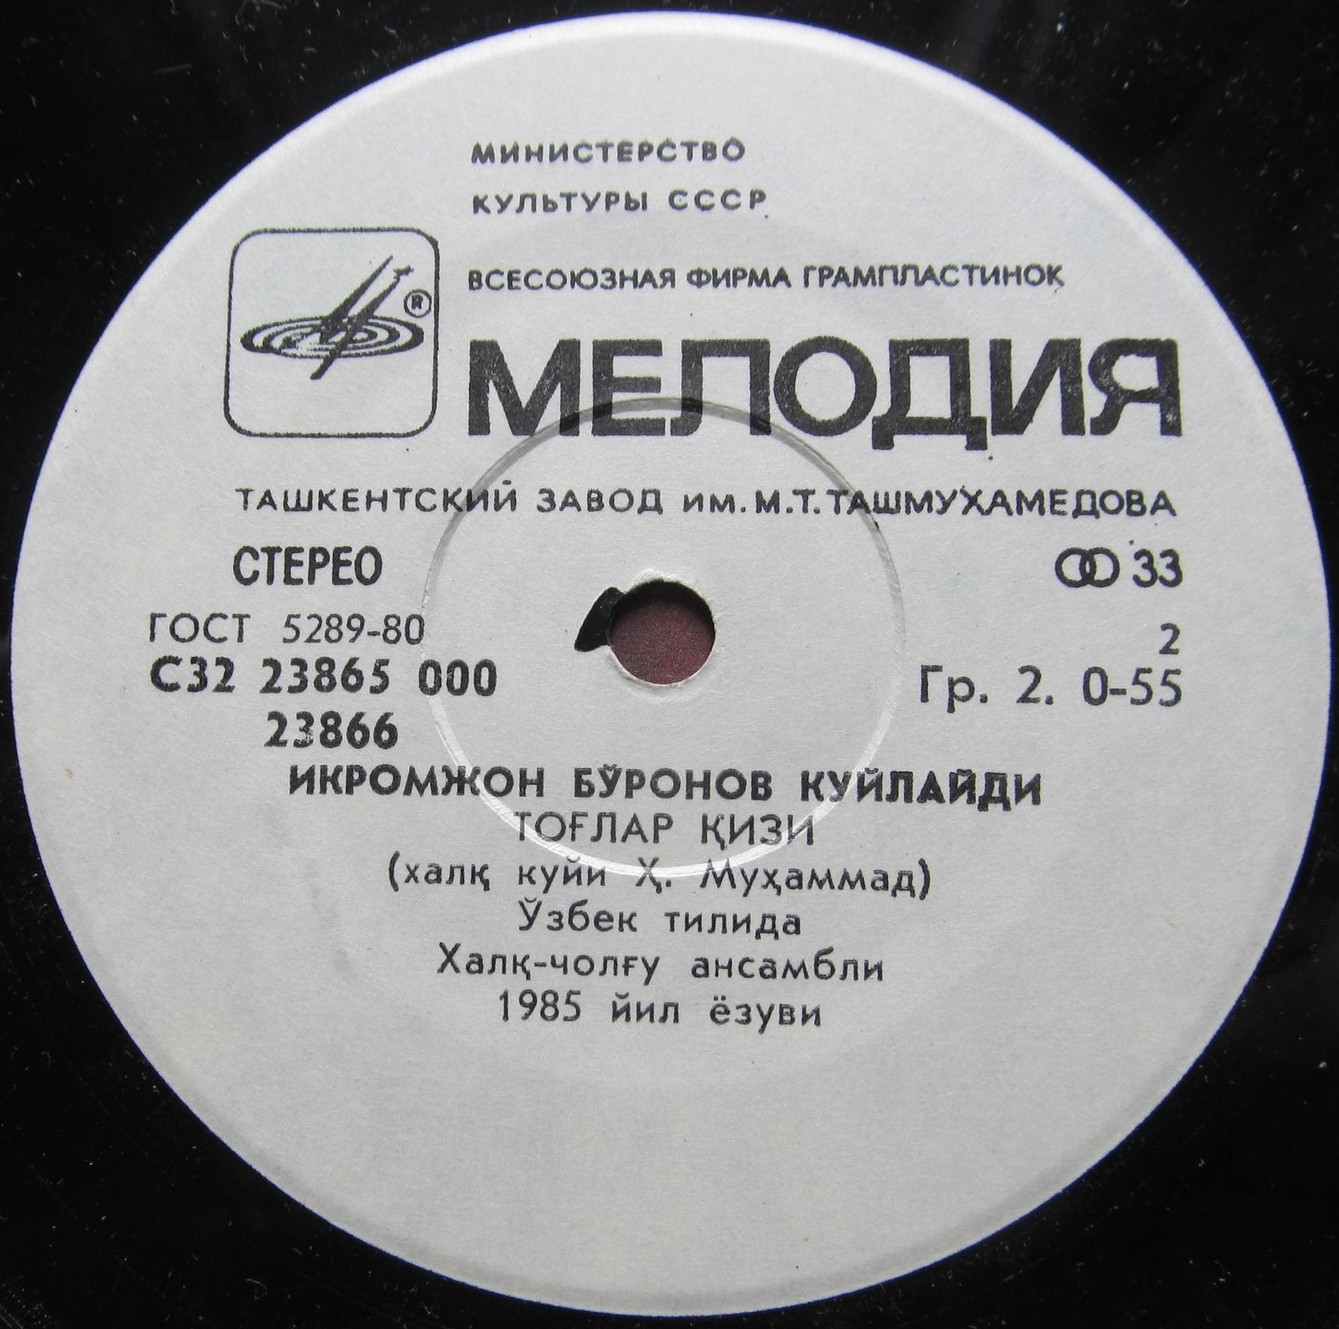 МИНИСТЕРСТВО
КУЛЬТУРЫ СССР
ВСЕСОЮЗНАЯ ФИРМА ГРАМПЛАСТИНОК
®
МЕЛОДИЯ
ТАШКЕНТСКИЙ ЗАВОД им. М.Т. ТАШМУХАМЕДОВА
СТЕРЕО 33
ГОСТ 5289-80 2
С32 23865 000 Гр. 2. 0-55
23866
ИКРОМЖОН БЎРОНОВ КУЙЛАЙДИ
ТОҒЛАР ҚИЗИ
(халқ куйи Ҳ. Муҳаммад)
Ўзбек тилида
Халқ-чолғу ансамбли
1985 йил ёзуви